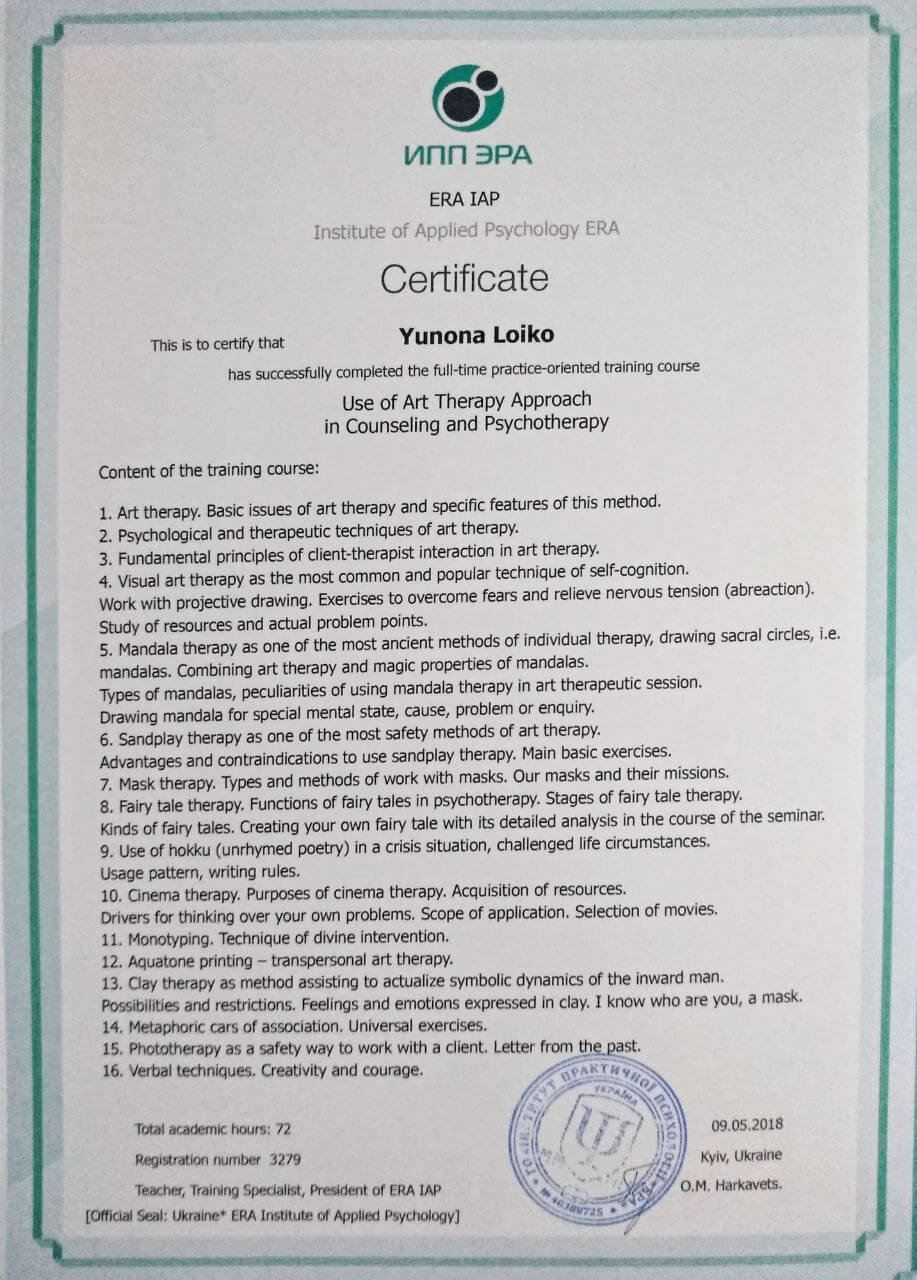 ИПП ЭРА
ERA IAP
Institute of Applied Psychology ERA
Certificate
This is to certify that Yunona Loiko
has successfully completed the full-time practice-oriented training course
Use of Art Therapy Approach
in Counseling and Psychotherapy
Content of the training course:
1. Art therapy. Basic issues of art therapy and specific features of this method.
2. Psychological and therapeutic techniques of art therapy.
3. Fundamental principles of client-therapist interaction in art therapy.
4. Visual art therapy as the most common and popular technique of self-cognition.
Work with projective drawing. Exercises to overcome fears and relieve nervous tension (abreaction).
Study of resources and actual problem points.
5. Mandala therapy as one of the most ancient methods of individual therapy, drawing sacral circles, i.e.
mandalas. Combining art therapy and magic properties of mandalas.
Types of mandalas, peculiarities of using mandala therapy in art therapeutic session.
Drawing mandala for special mental state, cause, problem or enquiry.
6. Sandplay therapy as one of the most safety methods of art therapy.
Advantages and contraindications to use sandplay therapy. Main basic exercises.
7. Mask therapy. Types and methods of work with masks. Our masks and their missions.
8. Fairy tale therapy. Functions of fairy tales in psychotherapy. Stages of fairy tale therapy.
Kinds of fairy tales. Creating your own fairy tale with its detailed analysis in the course of the seminar.
9. Use of hokku (unrhymed poetry) in a crisis situation, challenged life circumstances.
Usage pattern, writing rules.
10. Cinema therapy. Purposes of cinema therapy. Acquisition of resources.
Drivers for thinking over your own problems. Scope of application. Selection of movies.
11. Monotyping. Technique of divine intervention.
12. Aquatone printing – transpersonal art therapy.
13. Clay therapy as method assisting to actualize symbolic dynamics of the inward man.
Possibilities and restrictions. Feelings and emotions expressed in clay. I know who are you, a mask.
14. Metaphoric cars of association. Universal exercises.
15. Phototherapy as a safety way to work with a client. Letter from the past.
16. Verbal techniques. Creativity and courage.
Total academic hours: 72
Registration number 3279
Teacher, Training Specialist, President of ERA IAP
[Official Seal: Ukraine* ERA Institute of Applied Psychology]
ПРАКТИЧНОЇ ПСИХОЛОГІЇ
УКРАЇНА
09.05.2018
Kyiv, Ukraine
O.M. Harkavets.